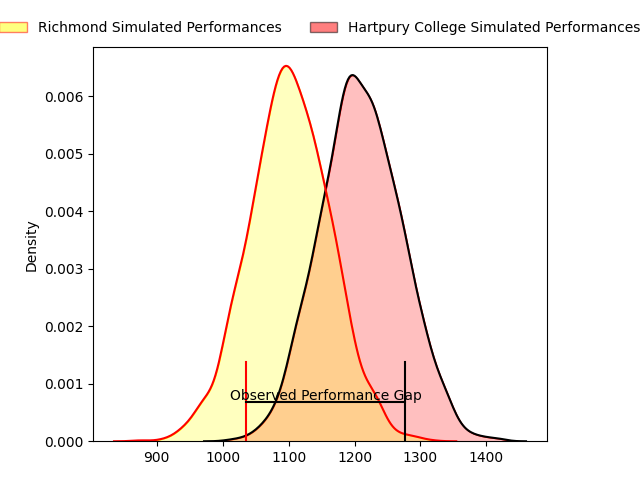 Richmond Simulated Performances
Hartpury College Simulated Performances
Density
0.006
0.005
0.004
0.003
0.002
0.001
0.000
Observed Performance Gap
900 1000 1100 1200 1300 1400